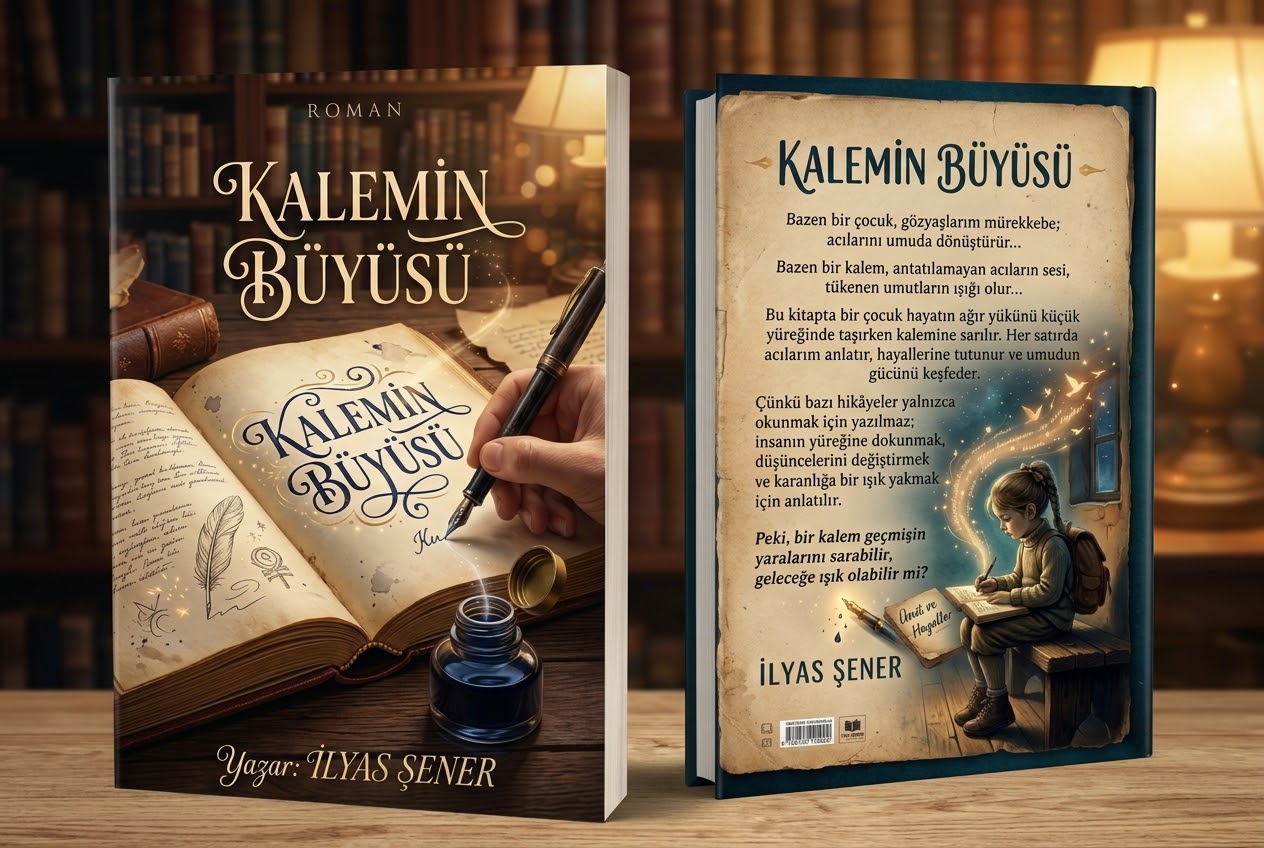 ROMAN
KALEMİN
BÜYÜSÜ
KALEMİN
BÜYÜSÜ
Yazar: İLYAS ŞENER
KALEMİN BÜYÜSÜ
Bazen bir çocuk, gözyaşlarım mürekkebe;
acılarını umuda dönüştürür...
Bazen bir kalem, antatılamayan acıların sesi,
tükenen umutların ışığı olur...
Bu kitapta bir çocuk hayatın ağır yükünü küçük
yüreğinde taşırken kalemine sarılır. Her satırda
acılarım anlatır, hayallerine tutunur ve umudun
gücünü keşfeder.
Çünkü bazı hikâyeler yalnızca
okunmak için yazılmaz;
insanın yüreğine dokunmak,
düşüncelerini değiştirmek
ve karanlığa bir ışık yakmak
için anlatılır.
Peki, bir kalem geçmişin
yaralarını sarabilir,
geleceğe ışık olabilir mi?
İLYAS ŞENER